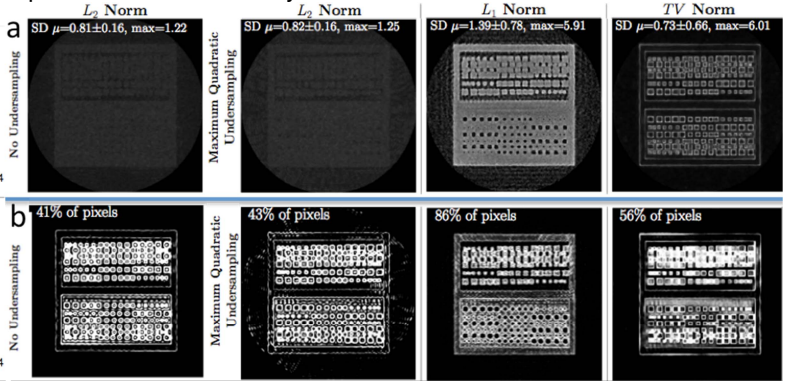 L₂ Norm L₂ Norm L₁ Norm TV Norm
a
SD μ=0.81±0.16, max=1.22
SD μ=0.82±0.16, max=1.25
SD μ=1.39±0.78, max=5.91
SD μ=0.73±0.66, max=6.01
No Undersampling
Maximum Quadratic
Undersampling
4
b
41% of pixels
43% of pixels
86% of pixels
56% of pixels
No Undersampling
Maximum Quadratic
Undersampling
4